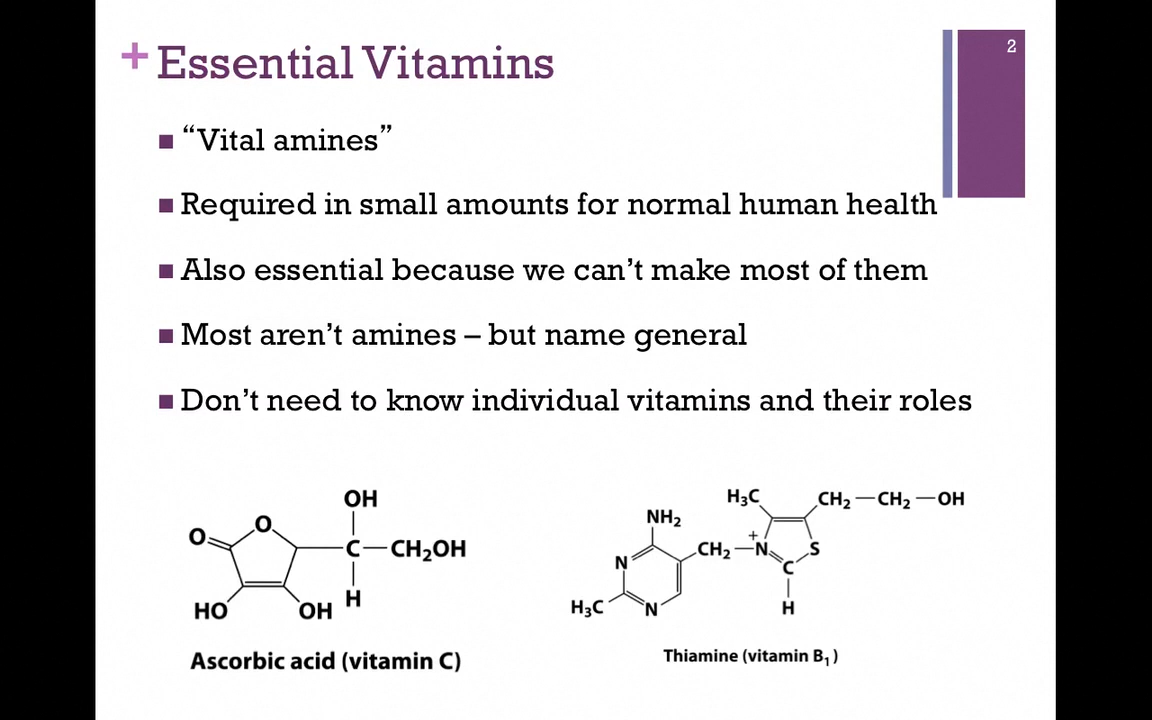 2
+ Essential Vitamins
■ “Vital amines”
■ Required in small amounts for normal human health
■ Also essential because we can’t make most of them
■ Most aren’t amines – but name general
■ Don’t need to know individual vitamins and their roles
OH
O
O
C—CH₂OH
H
HO
OH
Ascorbic acid (vitamin C)
H₃C
CH₂—CH₂—OH
NH₂
+
CH₂—N
S
N
C
H₃C
N
H
Thiamine (vitamin B₁)